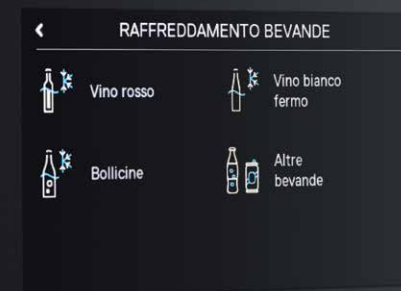 RAFFREDDAMENTO BEVANDE
Vino rosso
Vino bianco
fermo
Bollicine
Altre
bevande